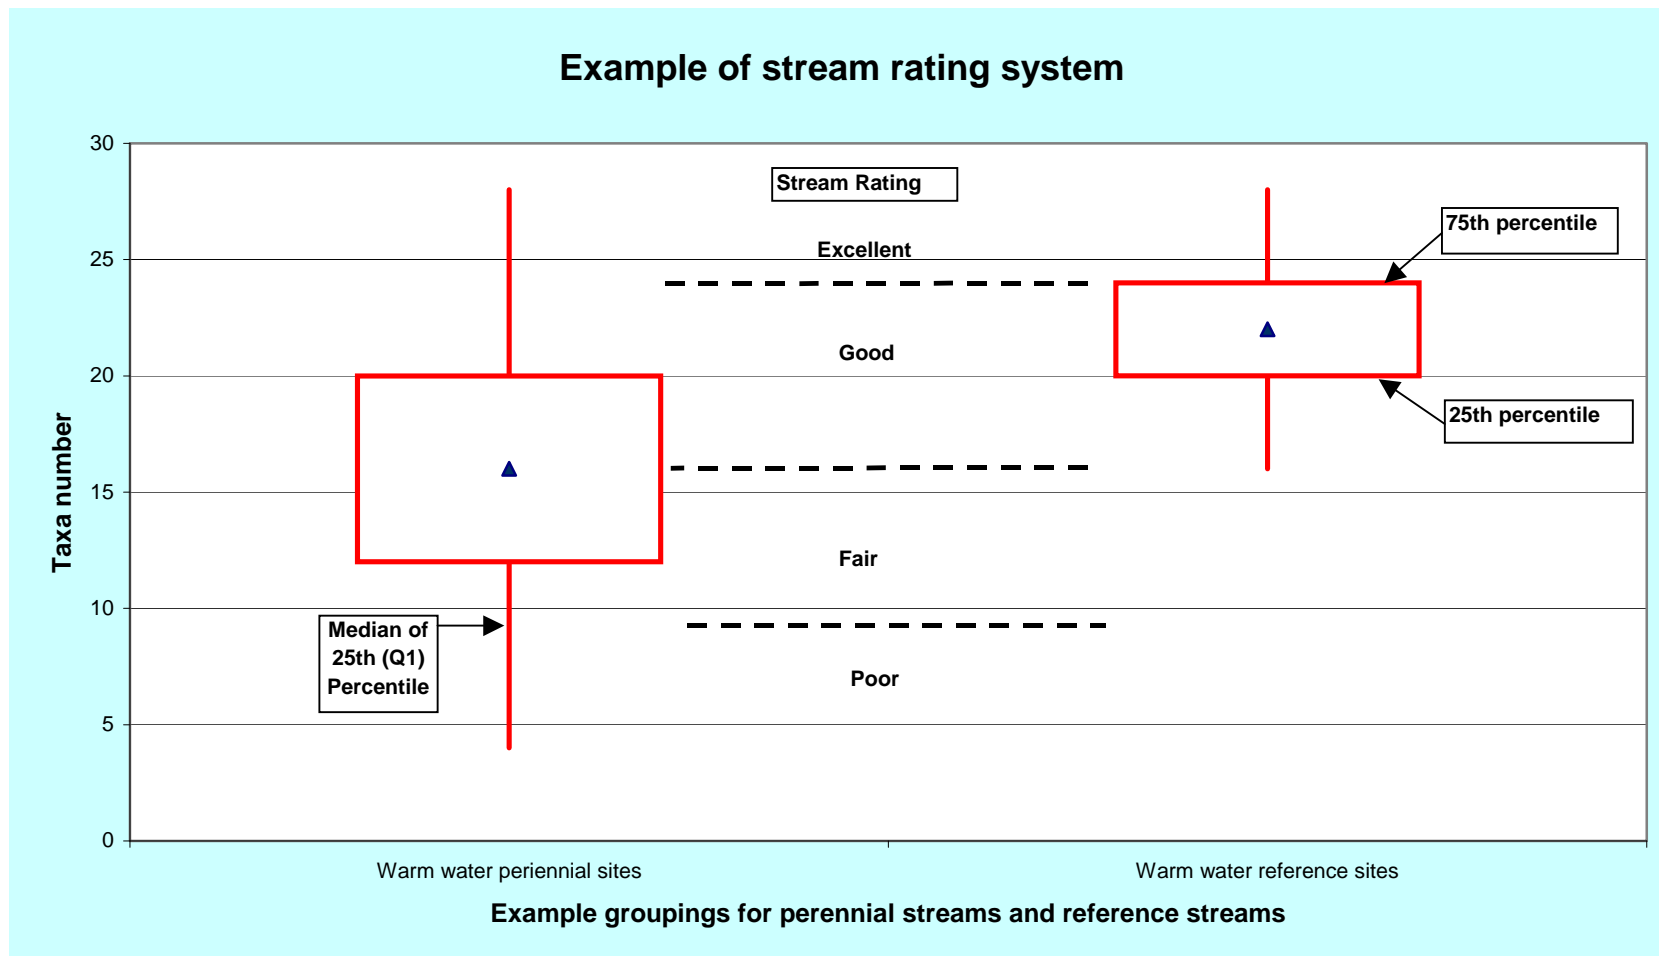 Example of stream rating system
30
25
20
15
10
5
0
Taxa number
Stream Rating
Excellent
Good
Fair
Poor
75th percentile
25th percentile
Median of
25th (Q1)
Percentile
Warm water periennial sites
Warm water reference sites
Example groupings for perennial streams and reference streams